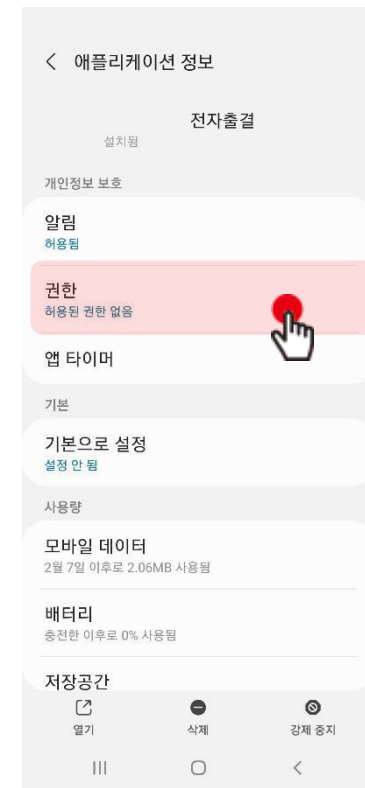 애플리케이션 정보
전자출결
설치됨
개인정보 보호
알림
허용됨
권한
허용된 권한 없음
앱 타이머
기본
기본으로 설정
설정 안 됨
사용량
모바일 데이터
2월 7일 이후로 2.06MB 사용됨
배터리
충전한 이후로 0% 사용됨
저장공간
열기 삭제 강제 중지